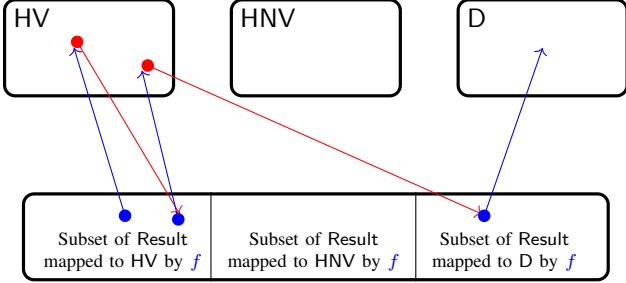 HV
HNV
D
Subset of Result
mapped to HV by f
Subset of Result
mapped to HNV by f
Subset of Result
mapped to D by f